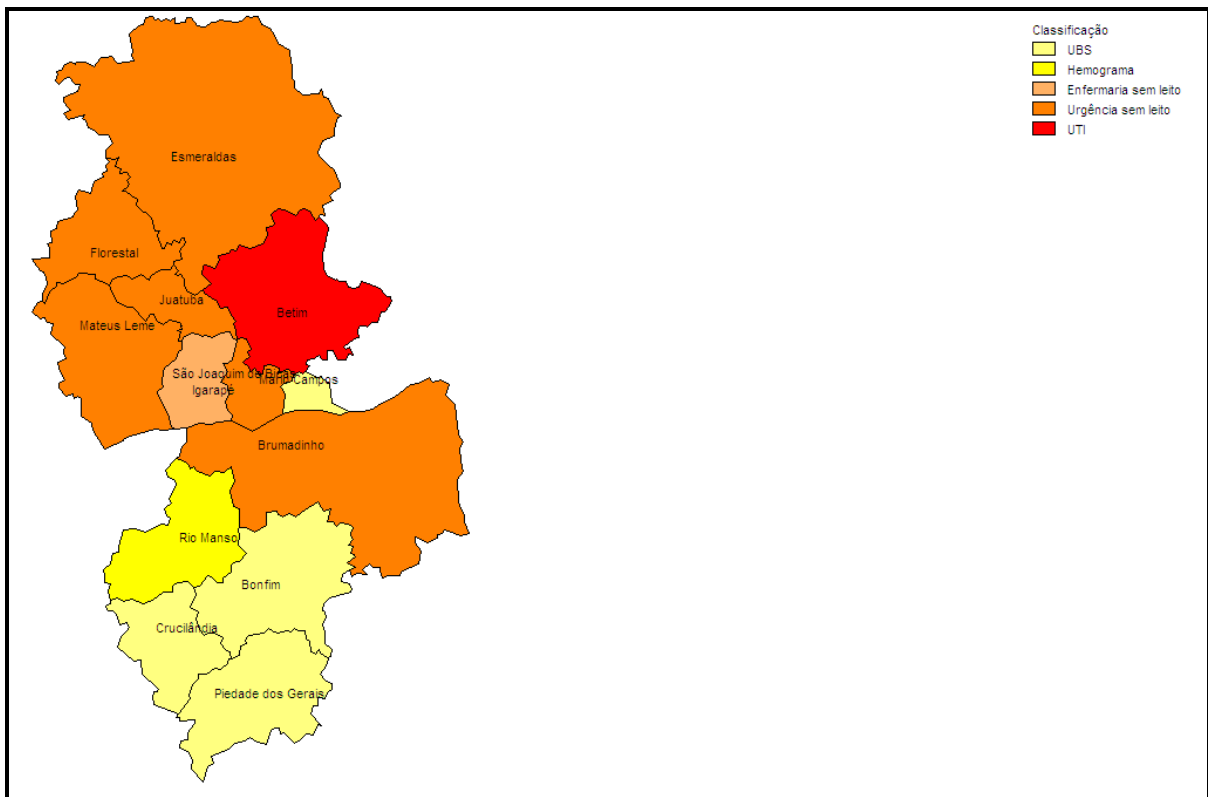 Classificação
UBS
Hemograma
Enfermaria sem leito
Urgência sem leito
UTI
Esmeraldas
Florestal
Juatuba
Betim
Mateus Leme
São Joaquim de Bicas
Mário Campos
Igarapé
Brumadinho
Rio Manso
Bonfim
Crucilândia
Piedade dos Gerais